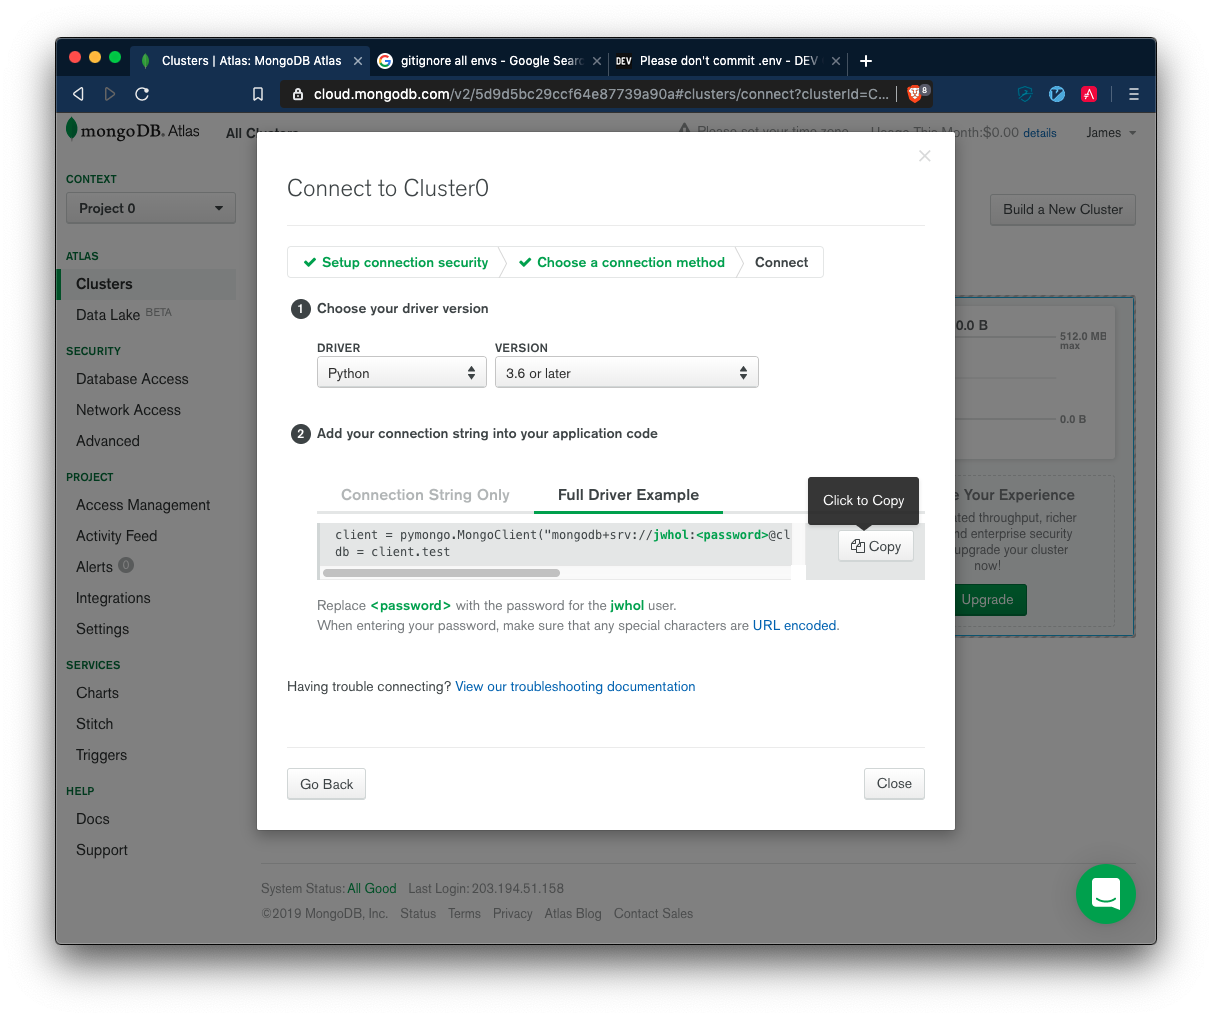 Clusters | Atlas: MongoDB Atlas
gitignore all envs - Google Sear
DEV Please don't commit .env - DEV
cloud.mongodb.com/v2/5d9d5bc29ccf64e87739a90a#clusters/connect?clusterId=C...
8
mongoDB. Atlas
All Clusters
Please set your time zone
Usage This Month:$0.00 details
James
CONTEXT
Project 0
ATLAS
Clusters
Data Lake BETA
SECURITY
Database Access
Network Access
Advanced
PROJECT
Access Management
Activity Feed
Alerts 0
Integrations
Settings
SERVICES
Charts
Stitch
Triggers
HELP
Docs
Support
Build a New Cluster
Connect to Cluster0
Setup connection security
Choose a connection method
Connect
1 Choose your driver version
DRIVER
Python
VERSION
3.6 or later
2 Add your connection string into your application code
Connection String Only
Full Driver Example
Click to Copy
client = pymongo.MongoClient("mongodb+srv://jwhol:<password>@cl
db = client.test
Copy
Replace <password> with the password for the jwhol user.
When entering your password, make sure that any special characters are URL encoded.
Having trouble connecting? View our troubleshooting documentation
Go Back
Close
0.0 B
512.0 MB
max
0.0 B
Your Experience
throughput, richer
enterprise security
upgrade your cluster
now!
Upgrade
System Status: All Good Last Login: 203.194.51.158
©2019 MongoDB, Inc. Status Terms Privacy Atlas Blog Contact Sales